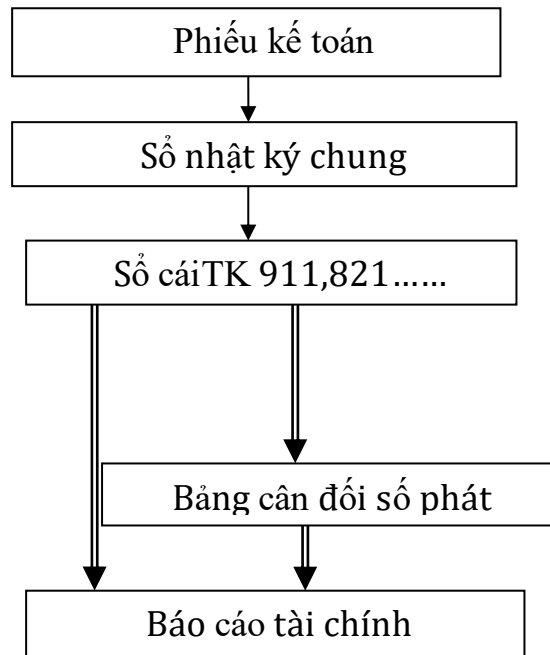 Phiếu kế toán
Sổ nhật ký chung
Sổ cáiTK 911,821……
Bảng cân đối số phát
Báo cáo tài chính